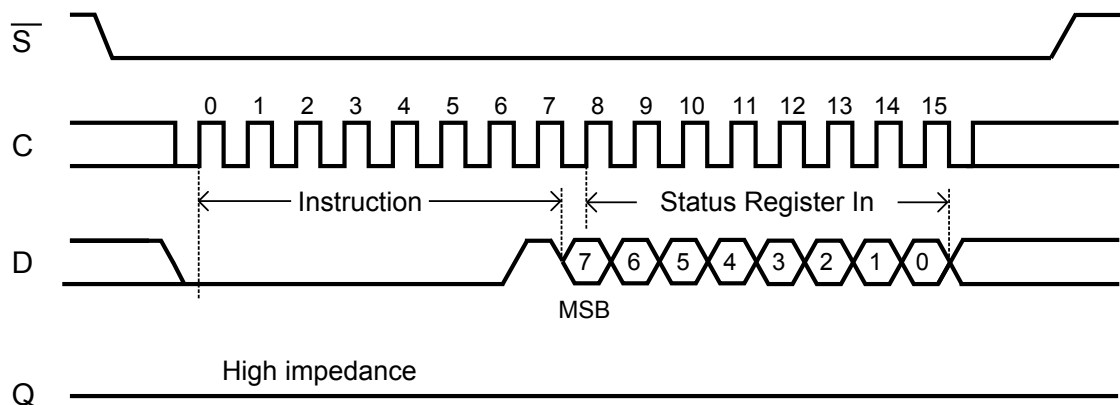 S̅
0 1 2 3 4 5 6 7 8 9 10 11 12 13 14 15
C
Instruction Status Register In
D 7 6 5 4 3 2 1 0
MSB
High impedance
Q